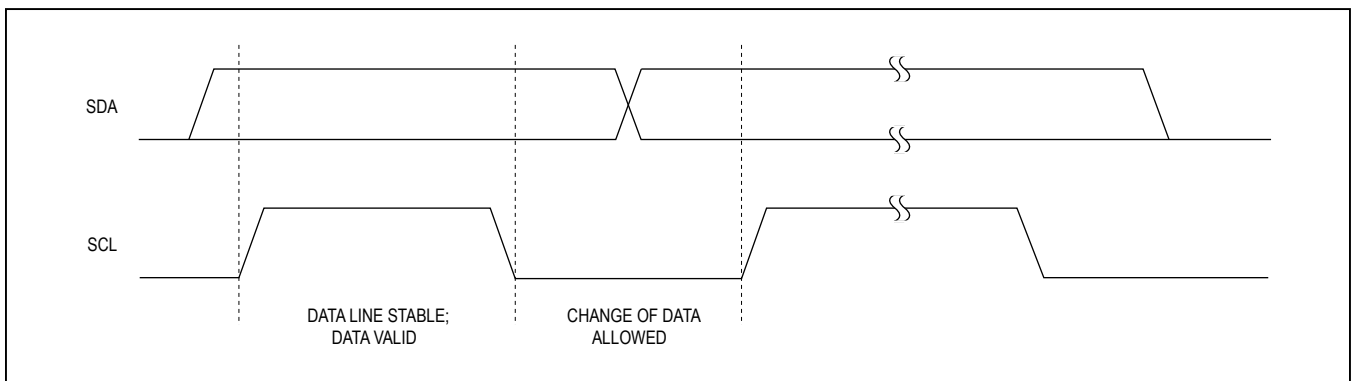 SDA
SCL
DATA LINE STABLE;
DATA VALID
CHANGE OF DATA
ALLOWED